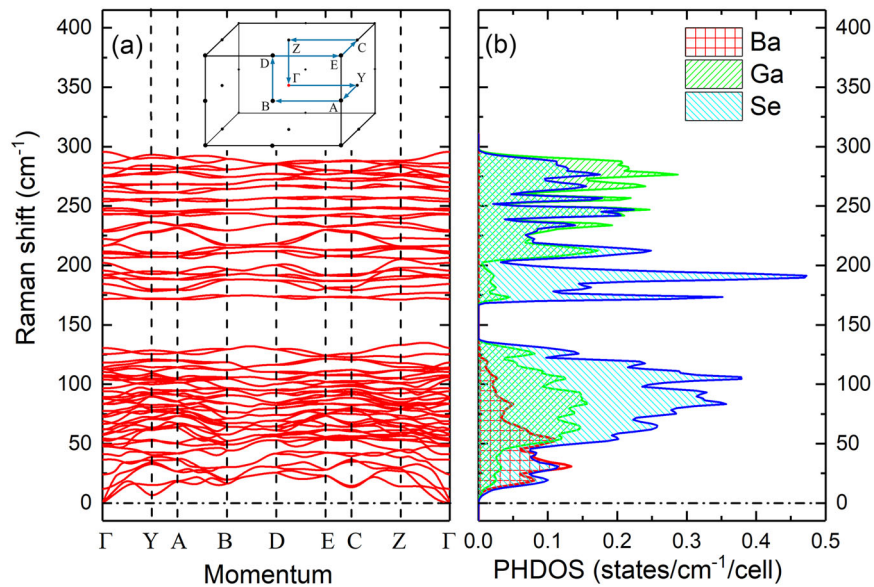 (a)
(b)
Z
C
D
E
Γ
Y
B
A
Ba
Ga
Se
400
350
300
250
200
150
100
50
0
Raman shift (cm⁻¹)
Γ Y A B D E C Z Γ
Momentum
400
350
300
250
200
150
100
50
0
0.0 0.1 0.2 0.3 0.4 0.5
PHDOS (states/cm⁻¹/cell)